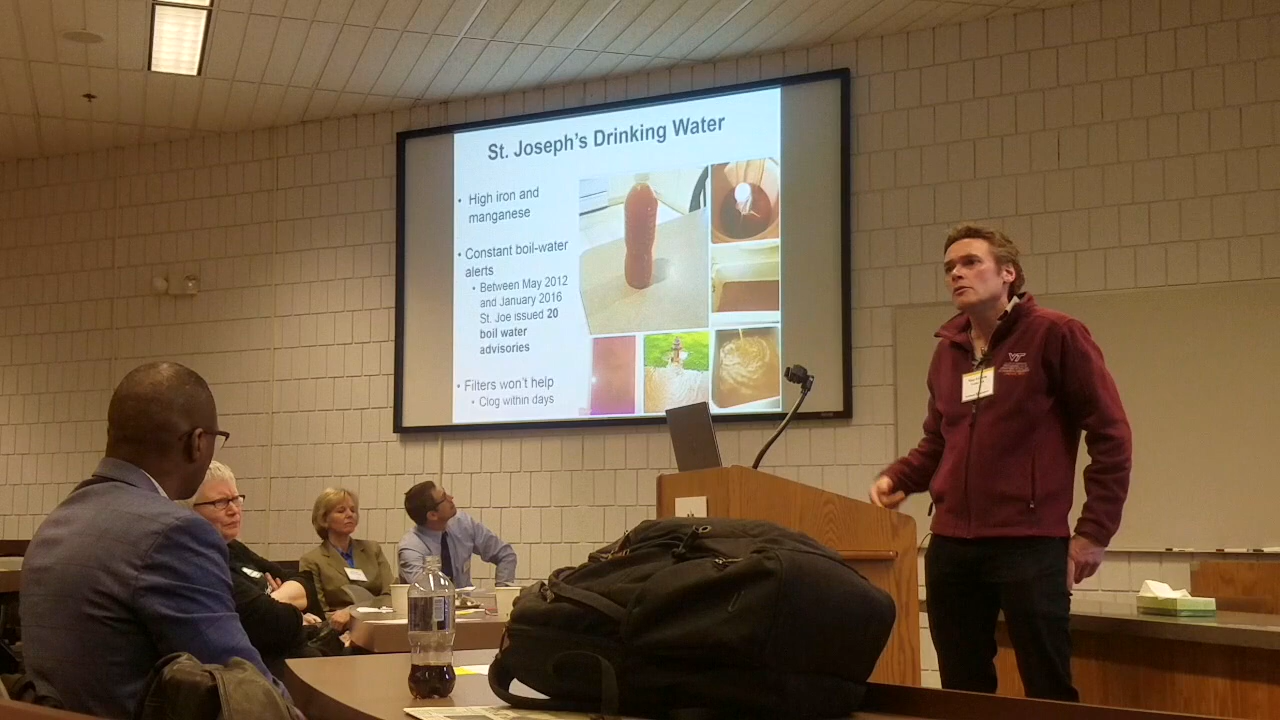 St. Joseph's Drinking Water
• High iron and
manganese
• Constant boil-water
alerts
• Between May 2012
and January 2016
St. Joe issued 20
boil water
advisories
• Filters won't help
• Clog within days
VT